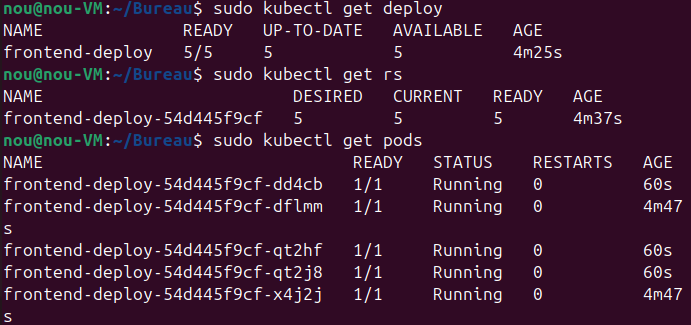 nou@nou-VM:~/Bureau$ sudo kubectl get deploy
NAME              READY   UP-TO-DATE   AVAILABLE   AGE
frontend-deploy   5/5     5            5           4m25s
nou@nou-VM:~/Bureau$ sudo kubectl get rs
NAME                         DESIRED   CURRENT   READY   AGE
frontend-deploy-54d445f9cf   5         5         5       4m37s
nou@nou-VM:~/Bureau$ sudo kubectl get pods
NAME                               READY   STATUS    RESTARTS   AGE
frontend-deploy-54d445f9cf-dd4cb   1/1     Running   0          60s
frontend-deploy-54d445f9cf-dflmm   1/1     Running   0          4m47
s
frontend-deploy-54d445f9cf-qt2hf   1/1     Running   0          60s
frontend-deploy-54d445f9cf-qt2j8   1/1     Running   0          60s
frontend-deploy-54d445f9cf-x4j2j   1/1     Running   0          4m47
s